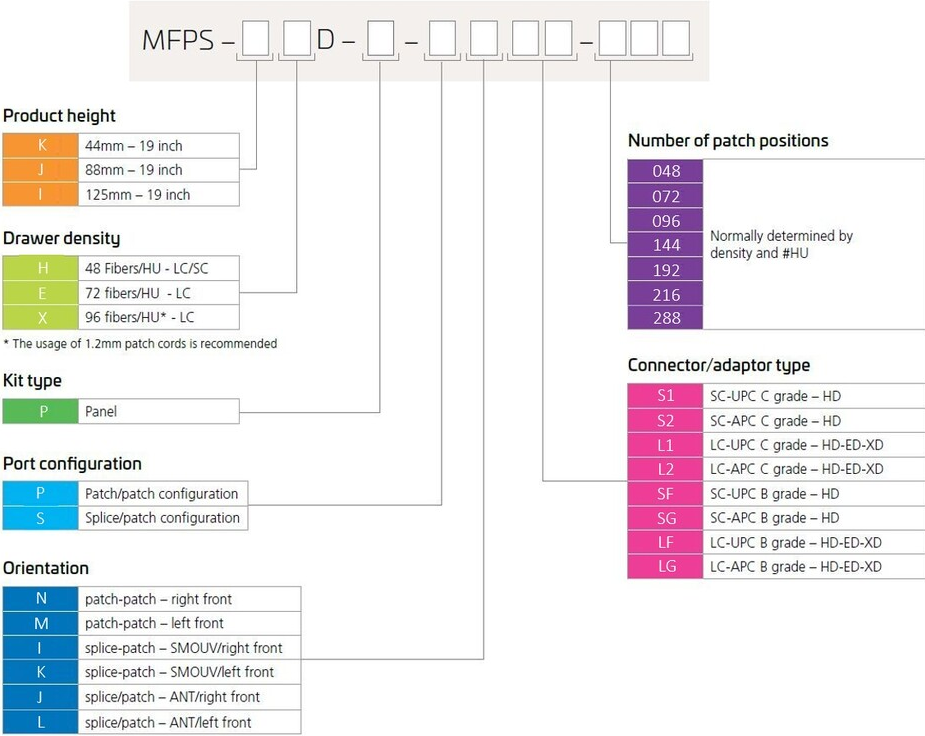 MFPS – D – – –
Product height
K 44mm – 19 inch
J 88mm – 19 inch
I 125mm – 19 inch
Drawer density
H 48 Fibers/HU - LC/SC
E 72 fibers/HU - LC
X 96 fibers/HU* - LC
* The usage of 1.2mm patch cords is recommended
Kit type
P Panel
Port configuration
P Patch/patch configuration
S Splice/patch configuration
Orientation
N patch-patch – right front
M patch-patch – left front
I splice-patch – SMOUV/right front
K splice-patch – SMOUV/left front
J splice/patch – ANT/right front
L splice/patch – ANT/left front
Number of patch positions
048
072
096
144
192
216
288
Normally determined by
density and #HU
Connector/adaptor type
S1 SC-UPC C grade – HD
S2 SC-APC C grade – HD
L1 LC-UPC C grade – HD-ED-XD
L2 LC-APC C grade – HD-ED-XD
SF SC-UPC B grade – HD
SG SC-APC B grade – HD
LF LC-UPC B grade – HD-ED-XD
LG LC-APC B grade – HD-ED-XD